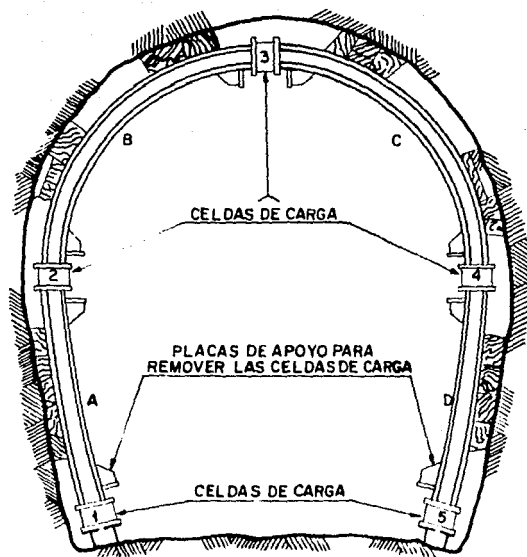 3
B
C
CELDAS DE CARGA
2
4
PLACAS DE APOYO PARA
REMOVER LAS CELDAS DE CARGA
A
D
CELDAS DE CARGA
1
5